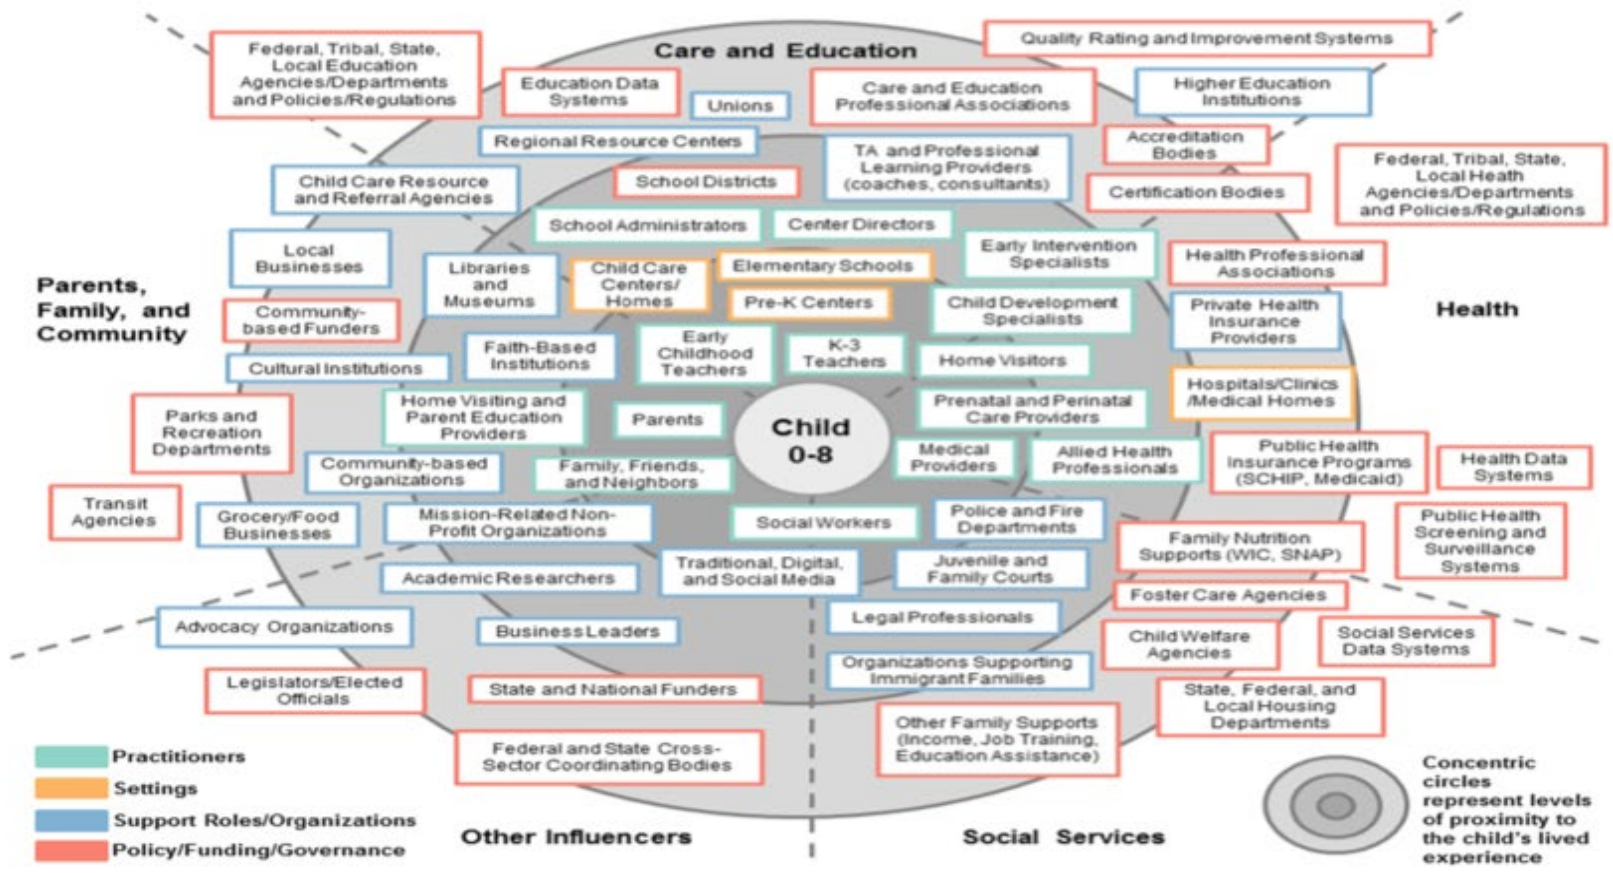 Care and Education
Quality Rating and Improvement Systems
Federal, Tribal, State,
Local Education
Agencies/Departments
and Policies/Regulations
Education Data
Systems
Unions
Care and Education
Professional Associations
Higher Education
Institutions
Regional Resource Centers
TA and Professional
Learning Providers
(coaches, consultants)
Accreditation
Bodies
Federal, Tribal, State,
Local Heath
Agencies/Departments
and Policies/Regulations
Child Care Resource
and Referral Agencies
School Districts
Certification Bodies
School Administrators
Center Directors
Early Intervention
Specialists
Health Professional
Associations
Local
Businesses
Libraries
and
Museums
Child Care
Centers/
Homes
Elementary Schools
Pre-K Centers
Child Development
Specialists
Private Health
Insurance
Providers
Parents,
Family, and
Community
Health
Community-
based Funders
Cultural Institutions
Faith-Based
Institutions
Early
Childhood
Teachers
K-3
Teachers
Home Visitors
Hospitals/Clinics
/Medical Homes
Parks and
Recreation
Departments
Home Visiting and
Parent Education
Providers
Parents
Child
0-8
Prenatal and Perinatal
Care Providers
Medical
Providers
Allied Health
Professionals
Public Health
Insurance Programs
(SCHIP, Medicaid)
Health Data
Systems
Community-based
Organizations
Family, Friends,
and Neighbors
Transit
Agencies
Grocery/Food
Businesses
Mission-Related Non-
Profit Organizations
Social Workers
Police and Fire
Departments
Family Nutrition
Supports (WIC, SNAP)
Public Health
Screening and
Surveillance
Systems
Academic Researchers
Traditional, Digital,
and Social Media
Juvenile and
Family Courts
Foster Care Agencies
Advocacy Organizations
Business Leaders
Legal Professionals
Child Welfare
Agencies
Social Services
Data Systems
Legislators/Elected
Officials
State and National Funders
Organizations Supporting
Immigrant Families
State, Federal, and
Local Housing
Departments
Federal and State Cross-
Sector Coordinating Bodies
Other Family Supports
(Income, Job Training,
Education Assistance)
Other Influencers
Social Services
Practitioners
Settings
Support Roles/Organizations
Policy/Funding/Governance
Concentric
circles
represent levels
of proximity to
the child's lived
experience